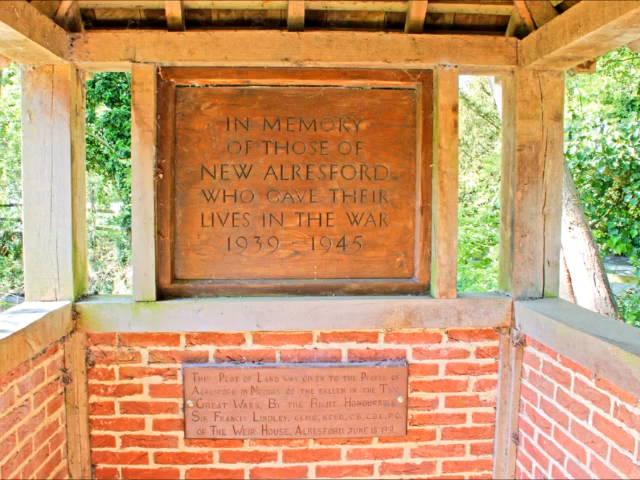 IN MEMORY
OF THOSE OF
NEW ALRESFORD
WHO GAVE THEIR
LIVES IN THE WAR
1939 - 1945
THIS PLOT OF LAND WAS GIVEN TO THE PEOPLE OF
ALRESFORD IN MEMORY OF THE FALLEN IN THE TWO
GREAT WARS, BY THE RIGHT HONOURABLE
SIR FRANCIS LINDLEY, G.C.M.G. K.C.V.O. C.B. C.B.E. P.C.
OF THE WEIR HOUSE, ALRESFORD. JUNE 15